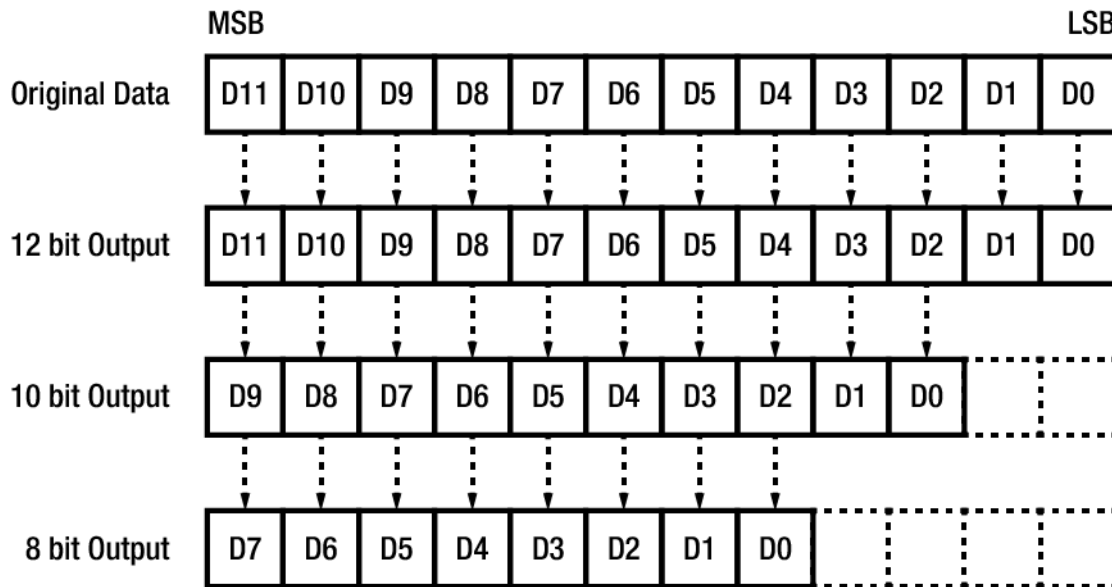 MSB LSB
Original Data D11 D10 D9 D8 D7 D6 D5 D4 D3 D2 D1 D0
12 bit Output D11 D10 D9 D8 D7 D6 D5 D4 D3 D2 D1 D0
10 bit Output D9 D8 D7 D6 D5 D4 D3 D2 D1 D0
8 bit Output D7 D6 D5 D4 D3 D2 D1 D0